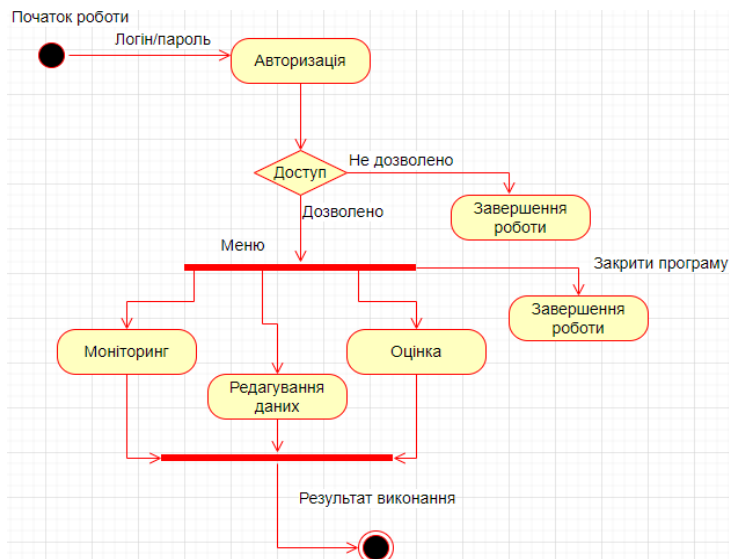 Початок роботи
Логін/пароль
Авторизація
Доступ
Не дозволено
Завершення
роботи
Дозволено
Меню
Закрити програму
Завершення
роботи
Моніторинг
Оцінка
Редагування
даних
Результат виконання